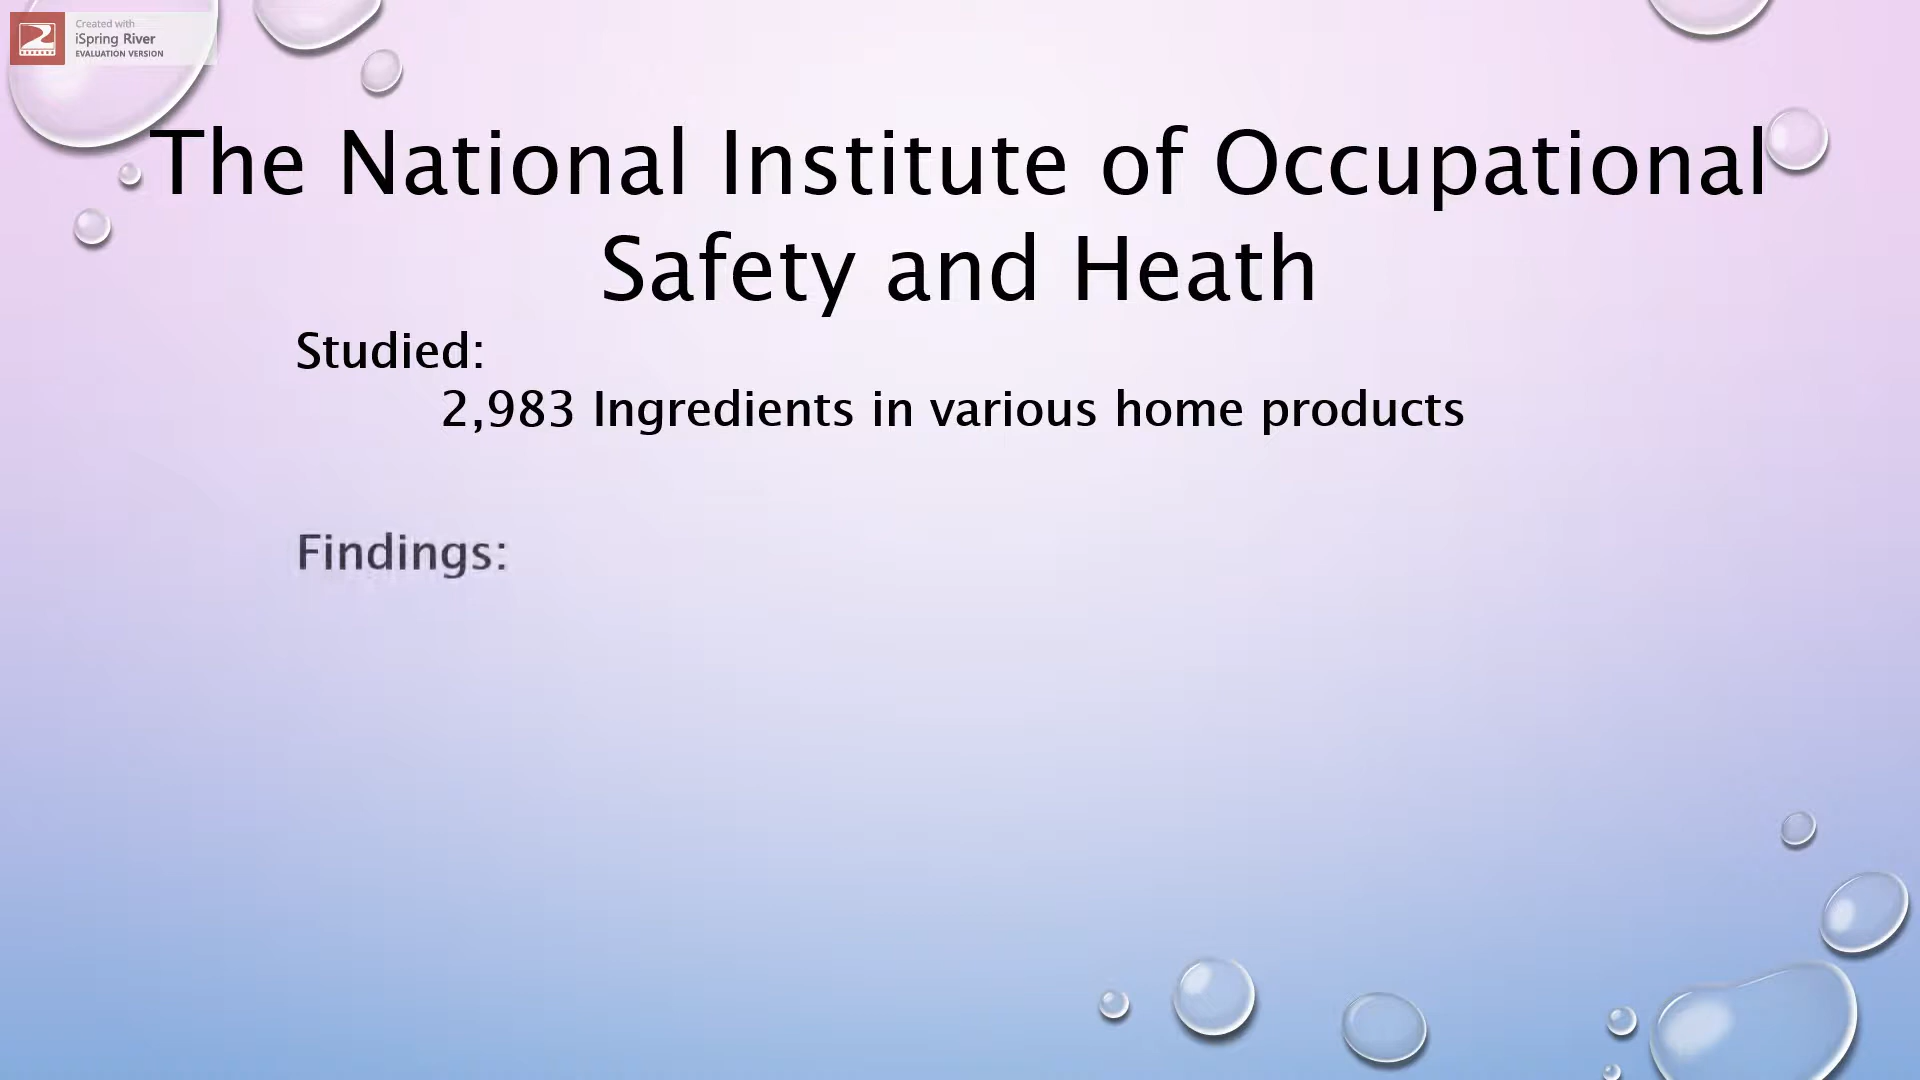 Created with
iSpring River
EVALUATION VERSION
The National Institute of Occupational
Safety and Heath
Studied:
2,983 Ingredients in various home products
Findings: